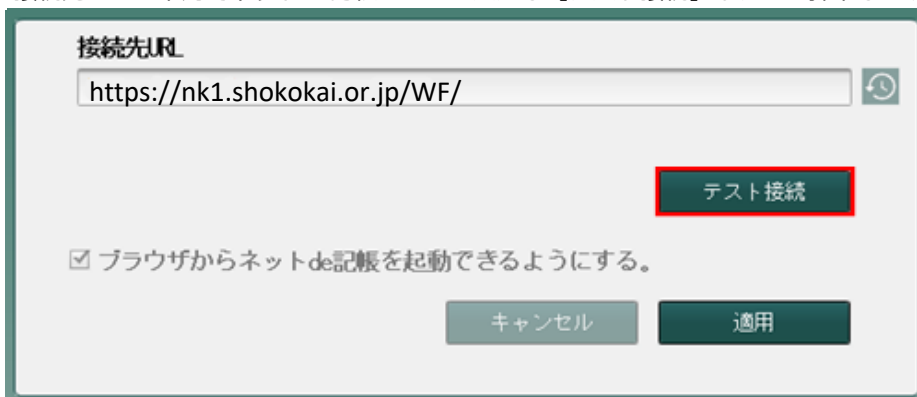 接続先URL
https://nk1.shokokai.or.jp/WF/
テスト接続
ブラウザからネットde記帳を起動できるようにする。
キャンセル
適用